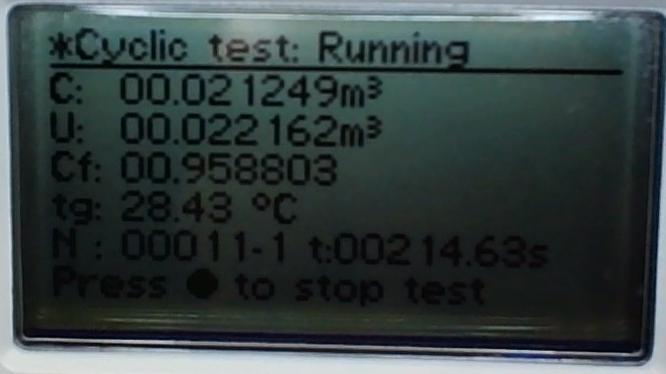 *Cyclic test: Running
C: 00.021249m³
U: 00.022162m³
Cf: 00.958803
tg: 28.43 ºC
N : 00011-1 t:00214.63s
Press ● to stop test